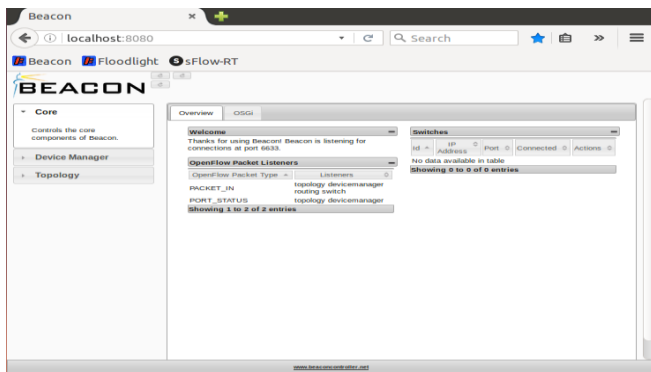 Beacon
localhost:8080
Search
Beacon Floodlight sFlow-RT
BEACON
Core
Controls the core
components of Beacon.
Device Manager
Topology
Overview OSGi
Welcome
Thanks for using Beacon! Beacon is listening for
connections at port 6633.
OpenFlow Packet Listeners
OpenFlow Packet Type Listeners
PACKET_IN topology devicemanager
routing switch
PORT_STATUS topology devicemanager
Showing 1 to 2 of 2 entries
Switches
Id IP Address Port Connected Actions
No data available in table
Showing 0 to 0 of 0 entries
www.beaconcontroller.net